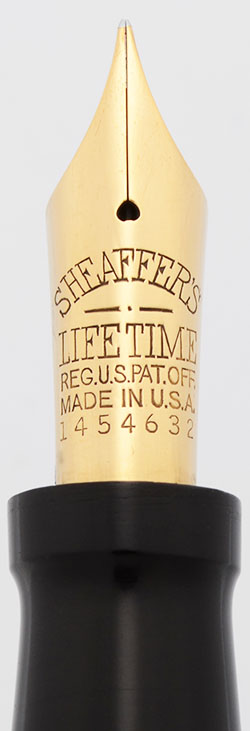 SHEAFFER'S
LIFETIME
REG.U.S.PAT.OFF.
MADE IN U.S.A.
1454632